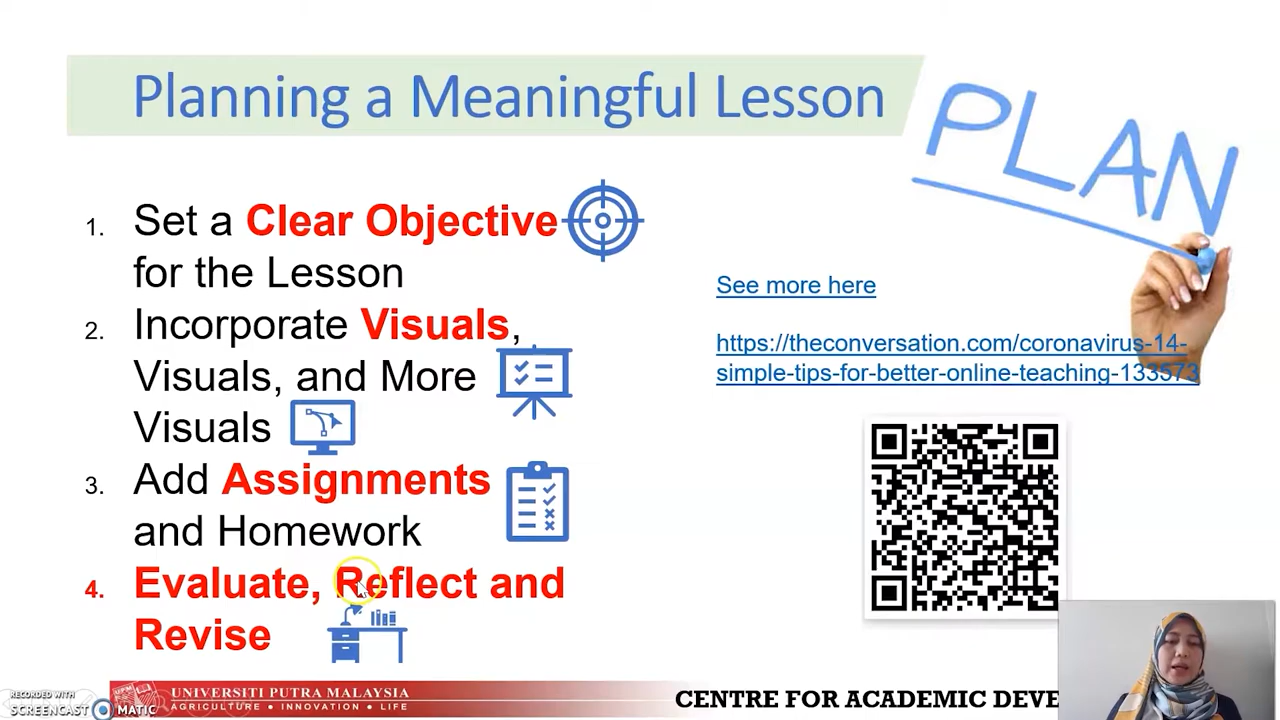 Planning a Meaningful Lesson
PLAN
1. Set a Clear Objective
for the Lesson
2. Incorporate Visuals,
Visuals, and More
Visuals
3. Add Assignments
and Homework
4. Evaluate, Reflect and
Revise
See more here
https://theconversation.com/coronavirus-14-
simple-tips-for-better-online-teaching-133573
RECORDED WITH
SCREENCAST MATIC
UNIVERSITI PUTRA MALAYSIA
AGRICULTURE • INNOVATION • LIFE
CENTRE FOR ACADEMIC DEVE